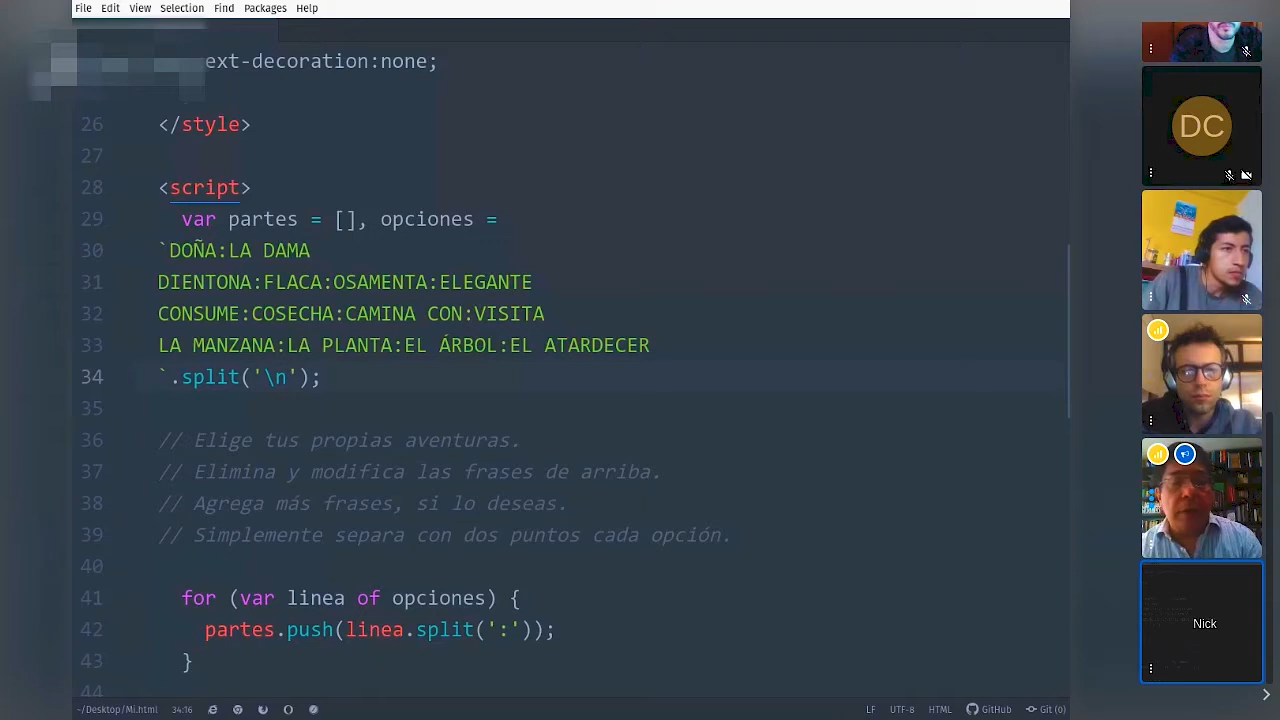 File Edit View Selection Find Packages Help
ext-decoration:none;
26 </style>
27
28 <script>
29 var partes = [], opciones =
30 `DOÑA:LA DAMA
31 DIENTONA:FLACA:OSAMENTA:ELEGANTE
32 CONSUME:COSECHA:CAMINA CON:VISITA
33 LA MANZANA:LA PLANTA:EL ÁRBOL:EL ATARDECER
34 `.split('\n');
35
36 // Elige tus propias aventuras.
37 // Elimina y modifica las frases de arriba.
38 // Agrega más frases, si lo deseas.
39 // Simplemente separa con dos puntos cada opción.
40
41 for (var linea of opciones) {
42 partes.push(linea.split(':'));
43 }
44
~/Desktop/Mi.html 34:16 LF UTF-8 HTML GitHub Git (0)
DC
Nick